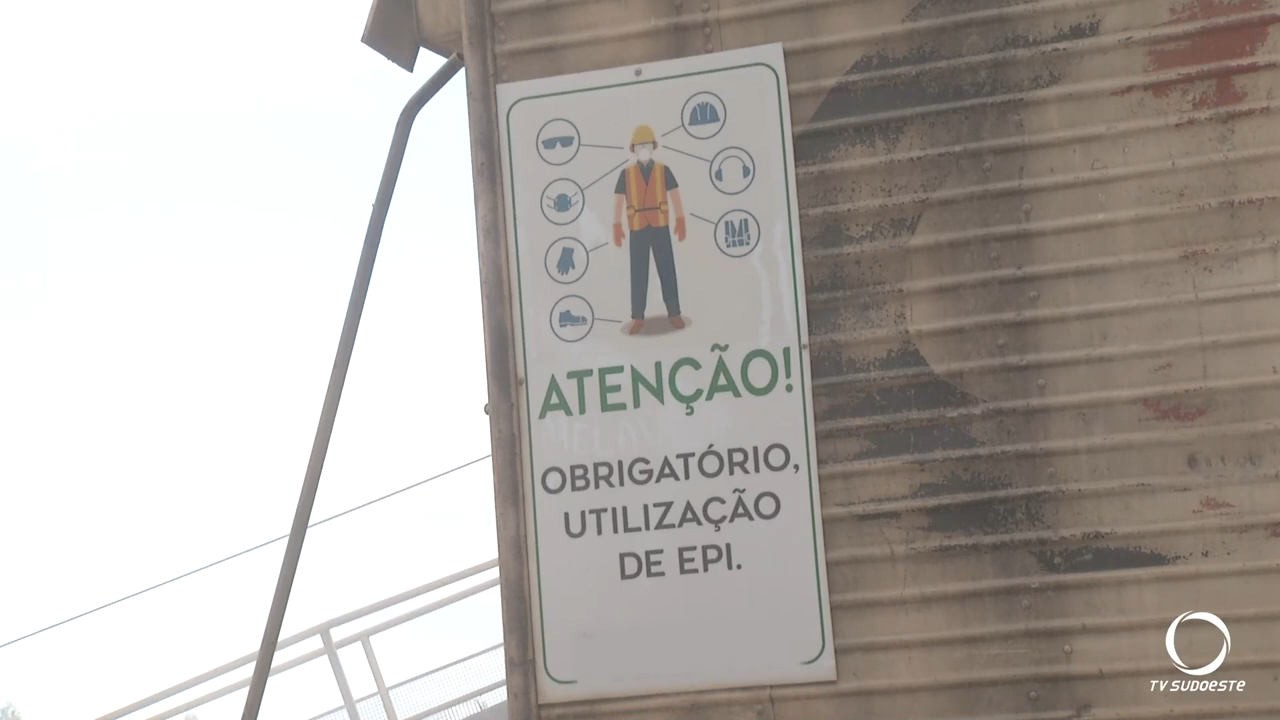 ATENÇÃO!
OBRIGATÓRIO,
UTILIZAÇÃO
DE EPI.
TV SUDOESTE